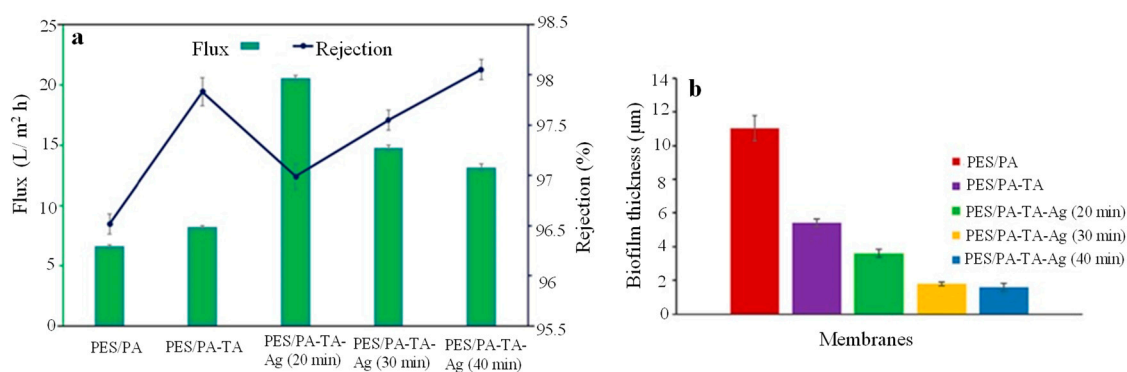 a
Flux
Rejection
Flux (L/ m² h)
25
20
15
10
5
0
98.5
98
97.5
97
96.5
96
95.5
Rejection (%)
PES/PA
PES/PA-TA
PES/PA-TA-
Ag (20 min)
PES/PA-TA-
Ag (30 min)
PES/PA-TA-
Ag (40 min)
b
Biofilm thickness (μm)
14
12
10
8
6
4
2
0
PES/PA
PES/PA-TA
PES/PA-TA-Ag (20 min)
PES/PA-TA-Ag (30 min)
PES/PA-TA-Ag (40 min)
Membranes